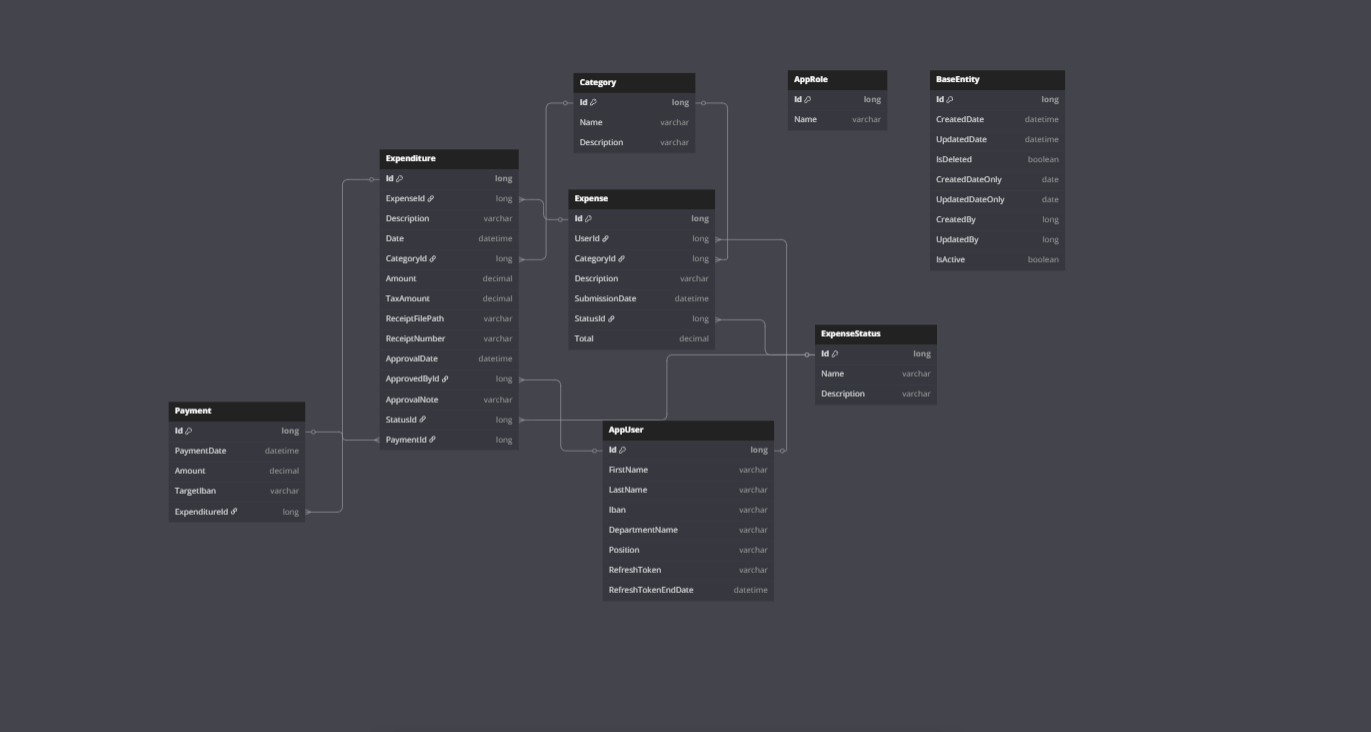 Category
Id long
Name varchar
Description varchar
AppRole
Id long
Name varchar
BaseEntity
Id long
CreatedDate datetime
UpdatedDate datetime
IsDeleted boolean
CreatedDateOnly date
UpdatedDateOnly date
CreatedBy long
UpdatedBy long
IsActive boolean
Expenditure
Id long
ExpenseId long
Description varchar
Date datetime
CategoryId long
Amount decimal
TaxAmount decimal
ReceiptFilePath varchar
ReceiptNumber varchar
ApprovalDate datetime
ApprovedById long
ApprovalNote varchar
StatusId long
PaymentId long
Expense
Id long
UserId long
CategoryId long
Description varchar
SubmissionDate datetime
StatusId long
Total decimal
ExpenseStatus
Id long
Name varchar
Description varchar
Payment
Id long
PaymentDate datetime
Amount decimal
TargetIban varchar
ExpenditureId long
AppUser
Id long
FirstName varchar
LastName varchar
Iban varchar
DepartmentName varchar
Position varchar
RefreshToken varchar
RefreshTokenEndDate datetime